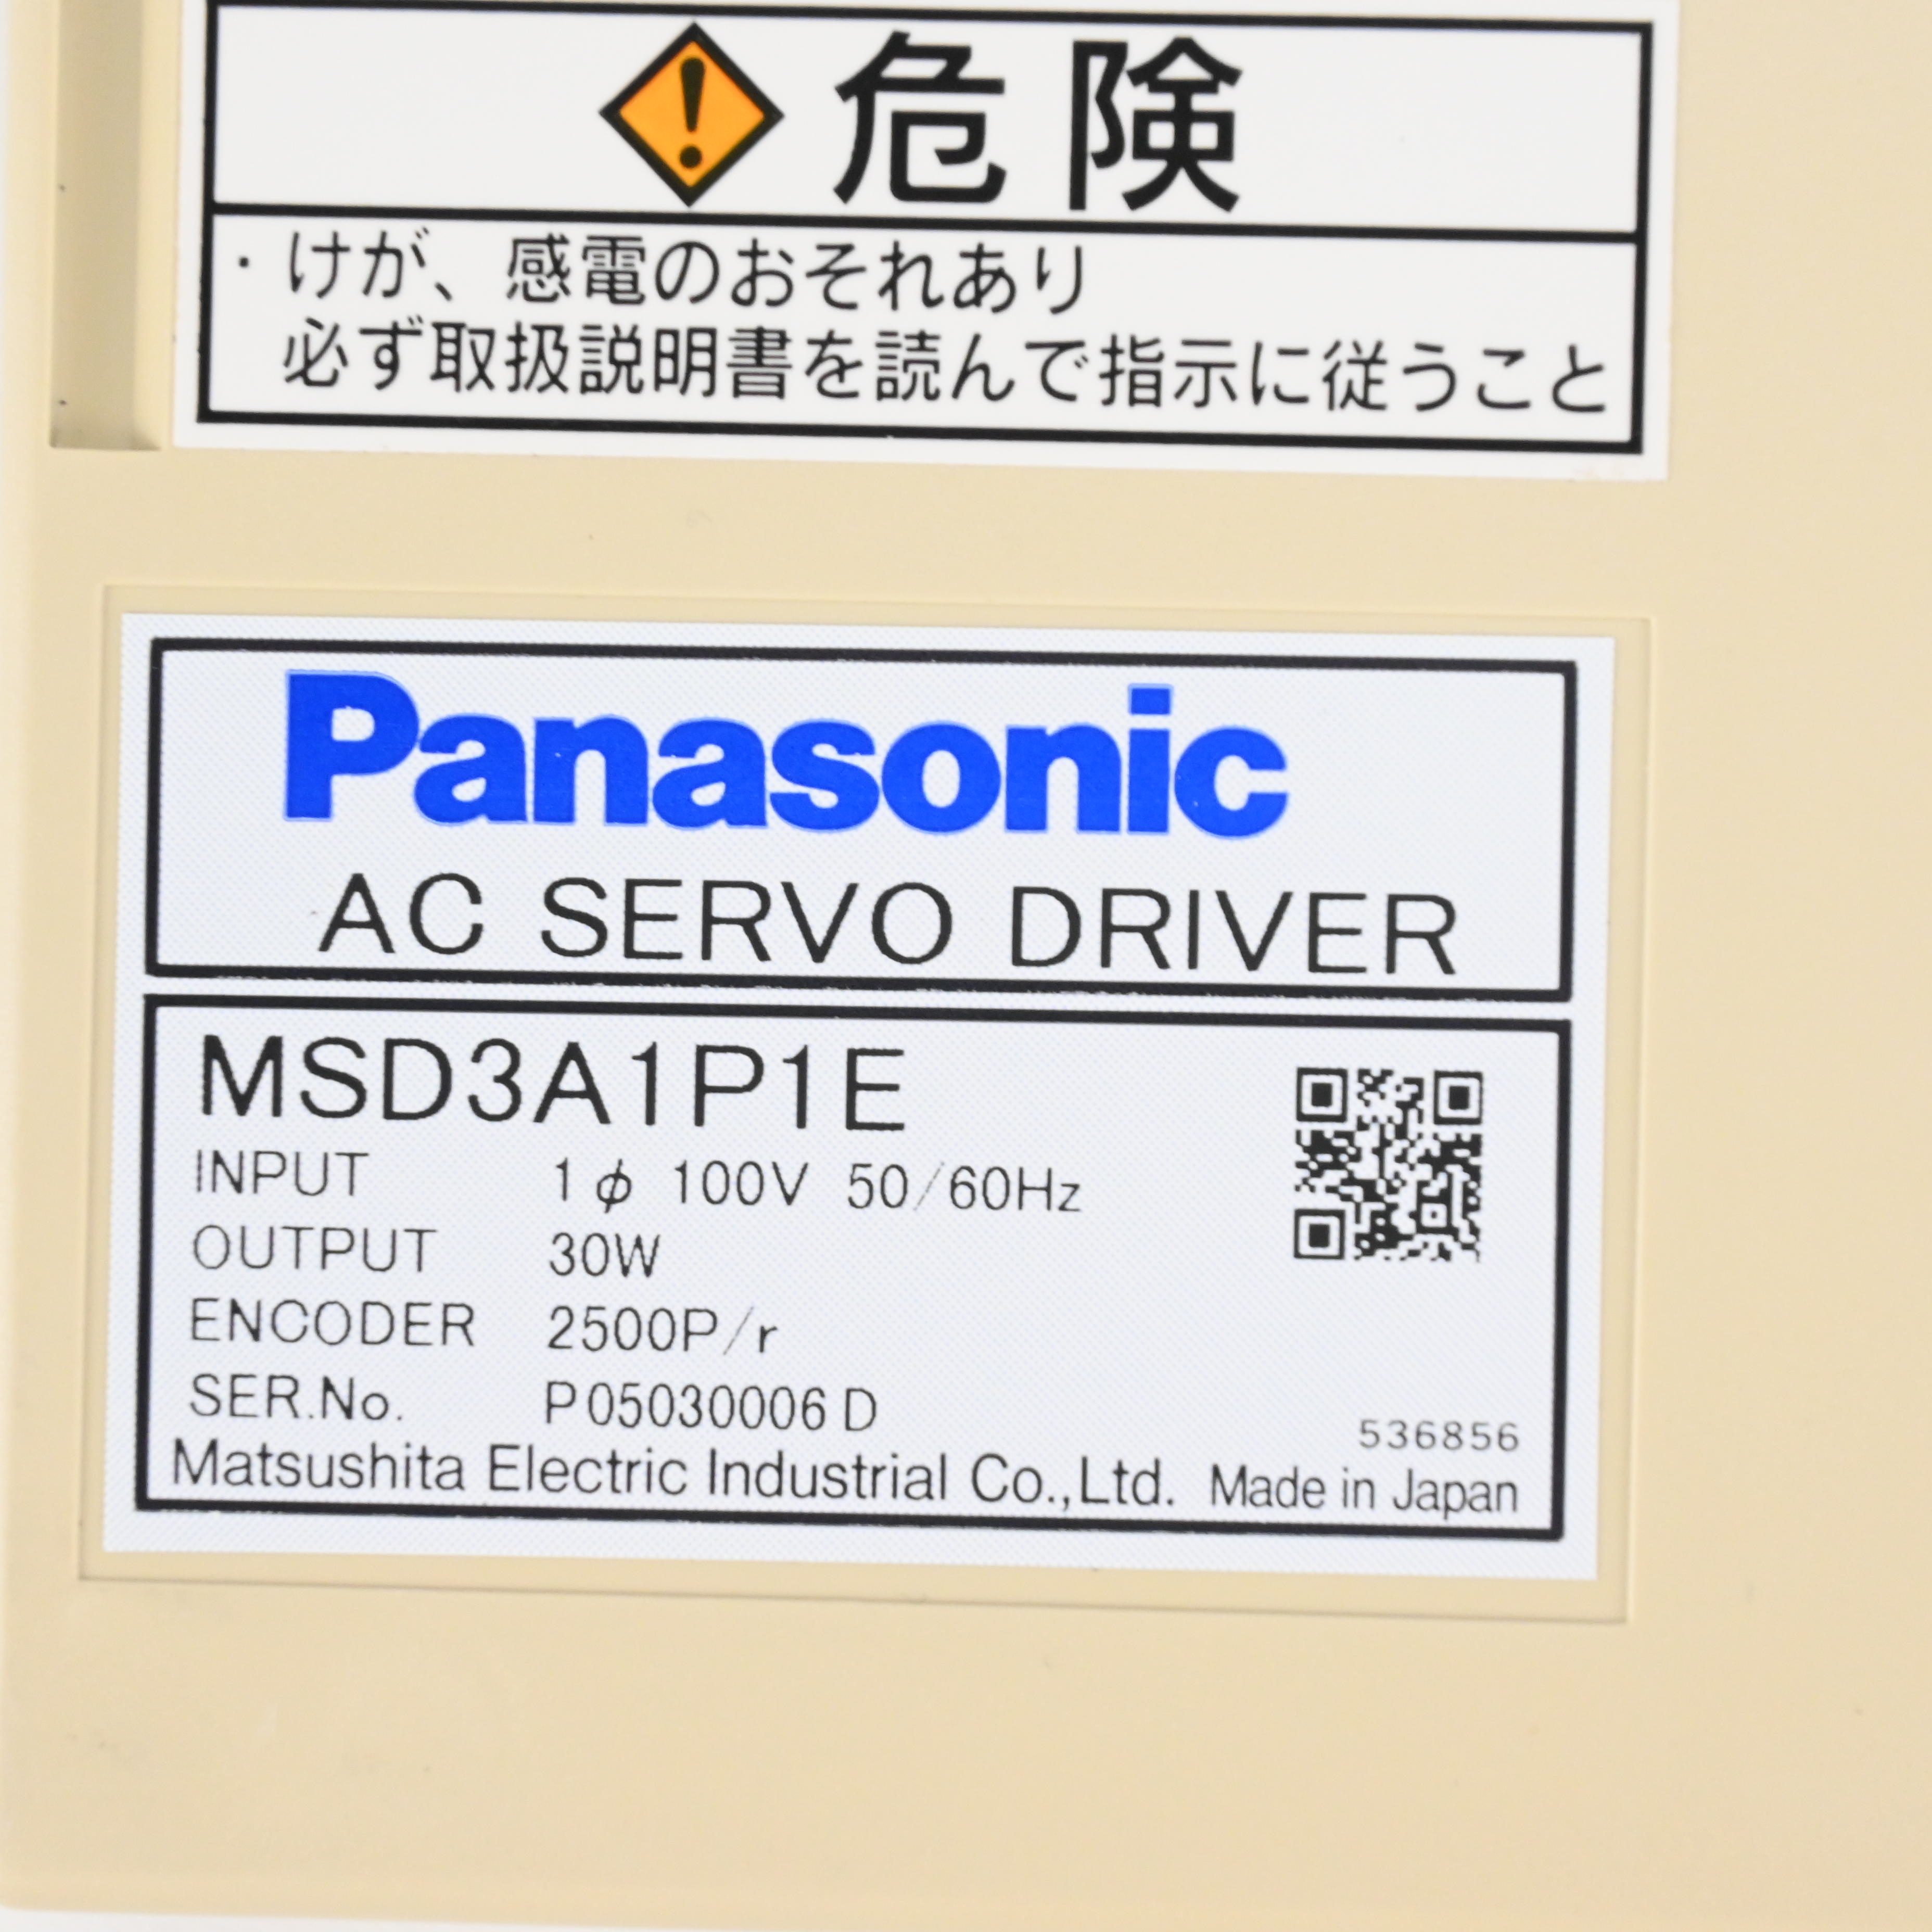 危険
・けが、感電のおそれあり
必ず取扱説明書を読んで指示に従うこと
Panasonic
AC SERVO DRIVER
MSD3A1P1E
INPUT 1φ 100V 50/60Hz
OUTPUT 30W
ENCODER 2500P/r
SER.No. P05030006D
536856
Matsushita Electric Industrial Co.,Ltd. Made in Japan